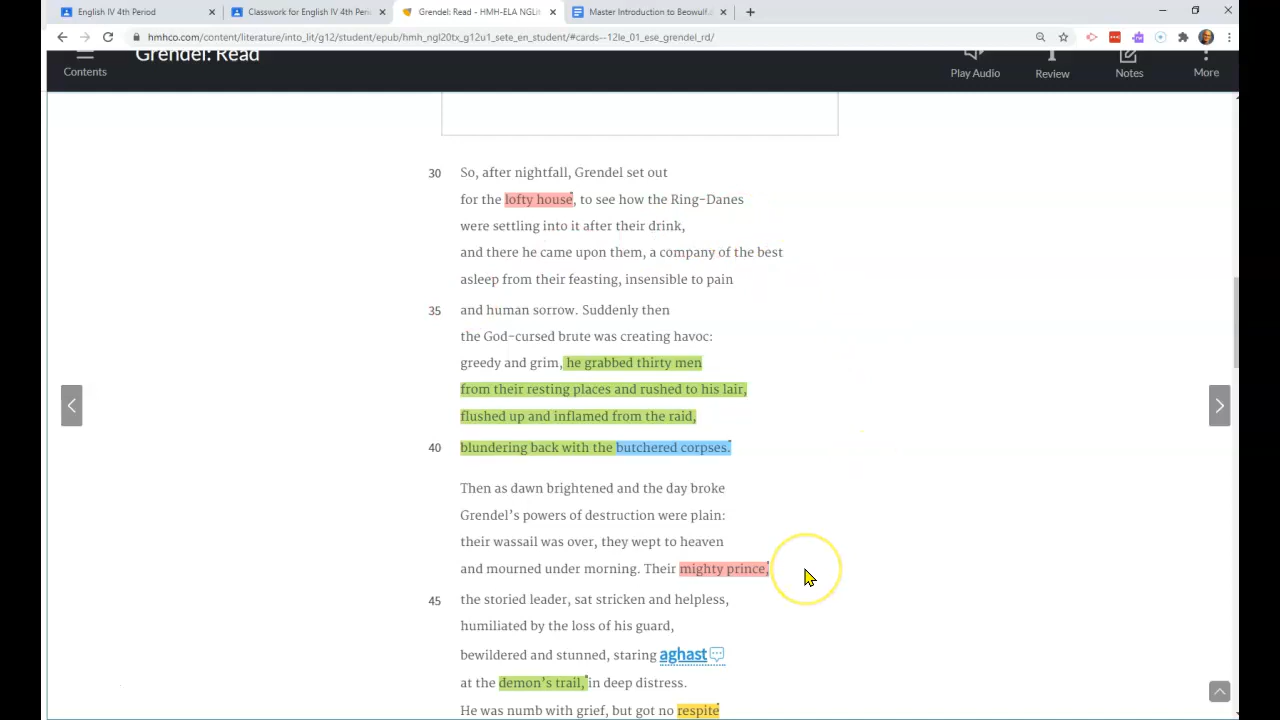 English IV 4th Period
Classwork for English IV 4th Peri
Grendel: Read - HMH-ELA NGLin
Master Introduction to Beowulf.d
hmhco.com/content/literature/into_lit/g12/student/epub/hmh_ngl20tx_g12u1_sete_en_student/#cards--12le_01_ese_grendel_rd/
Contents
Grendel: Read
Play Audio
Review
Notes
More
30 So, after nightfall, Grendel set out
for the lofty house, to see how the Ring-Danes
were settling into it after their drink,
and there he came upon them, a company of the best
asleep from their feasting, insensible to pain
35 and human sorrow. Suddenly then
the God-cursed brute was creating havoc:
greedy and grim, he grabbed thirty men
from their resting places and rushed to his lair,
flushed up and inflamed from the raid,
40 blundering back with the butchered corpses.
Then as dawn brightened and the day broke
Grendel's powers of destruction were plain:
their wassail was over, they wept to heaven
and mourned under morning. Their mighty prince,
45 the storied leader, sat stricken and helpless,
humiliated by the loss of his guard,
bewildered and stunned, staring aghast
at the demon's trail, in deep distress.
He was numb with grief, but got no respite